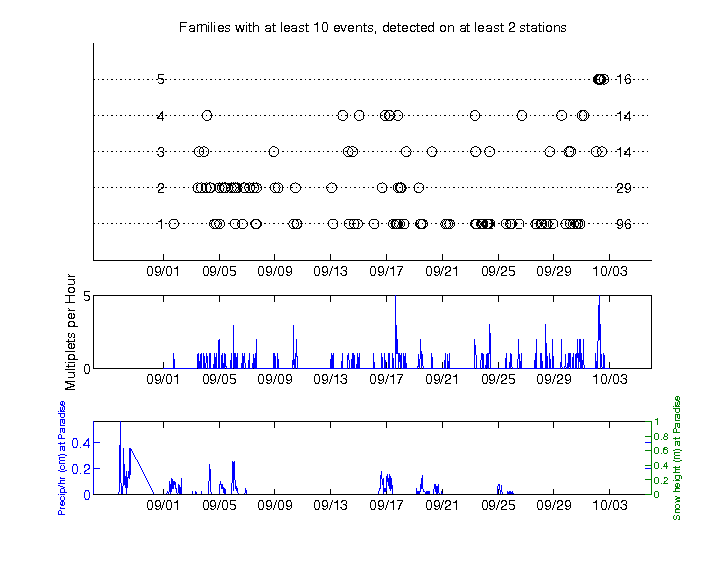 Families with at least 10 events, detected on at least 2 stations
5 16
4 14
3 14
2 29
1 96
09/01 09/05 09/09 09/13 09/17 09/21 09/25 09/29 10/03
Multiplets per Hour
5
0
09/01 09/05 09/09 09/13 09/17 09/21 09/25 09/29 10/03
Precip/hr (cm) at Paradise
0.4
0.2
0
1
0.8
0.6
0.4
0.2
0
Snow height (m) at Paradise
09/01 09/05 09/09 09/13 09/17 09/21 09/25 09/29 10/03